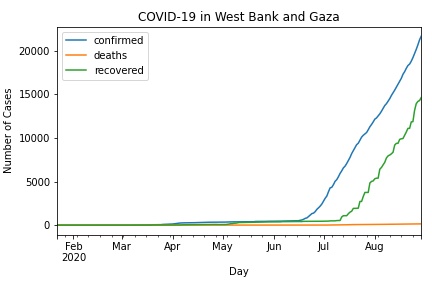 COVID-19 in West Bank and Gaza
confirmed
deaths
recovered
Number of Cases
20000
15000
10000
5000
0
Feb Mar Apr May Jun Jul Aug
2020
Day